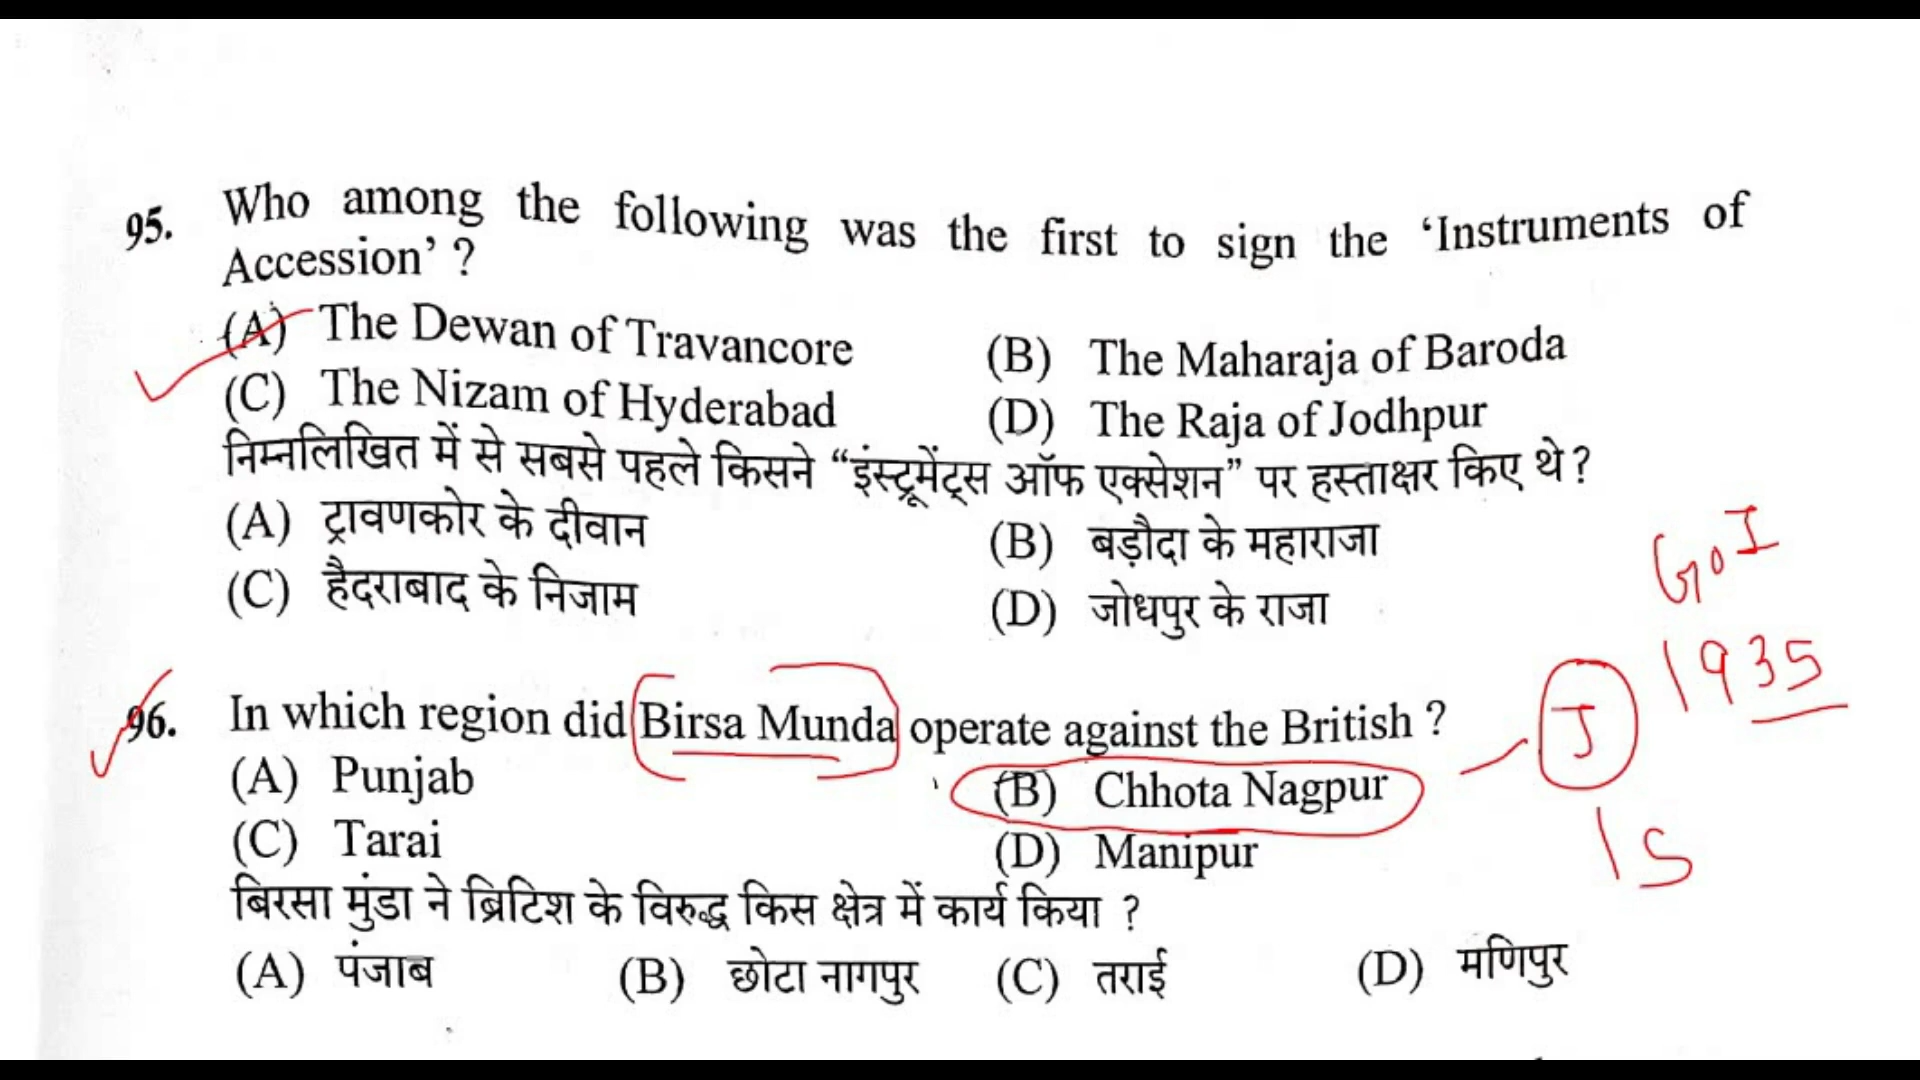 95. Who among the following was the first to sign the ‘Instruments of
Accession’ ?
(A) The Dewan of Travancore (B) The Maharaja of Baroda
(C) The Nizam of Hyderabad (D) The Raja of Jodhpur
निम्नलिखित में से सबसे पहले किसने “इंस्ट्रूमेंट्स ऑफ एक्सेशन” पर हस्ताक्षर किए थे ?
(A) ट्रावणकोर के दीवान (B) बड़ौदा के महाराजा
(C) हैदराबाद के निजाम (D) जोधपुर के राजा
GoI
1935
96. In which region did Birsa Munda operate against the British ?
J
(A) Punjab (B) Chhota Nagpur
(C) Tarai (D) Manipur
15
बिरसा मुंडा ने ब्रिटिश के विरुद्ध किस क्षेत्र में कार्य किया ?
(A) पंजाब (B) छोटा नागपुर (C) तराई (D) मणिपुर